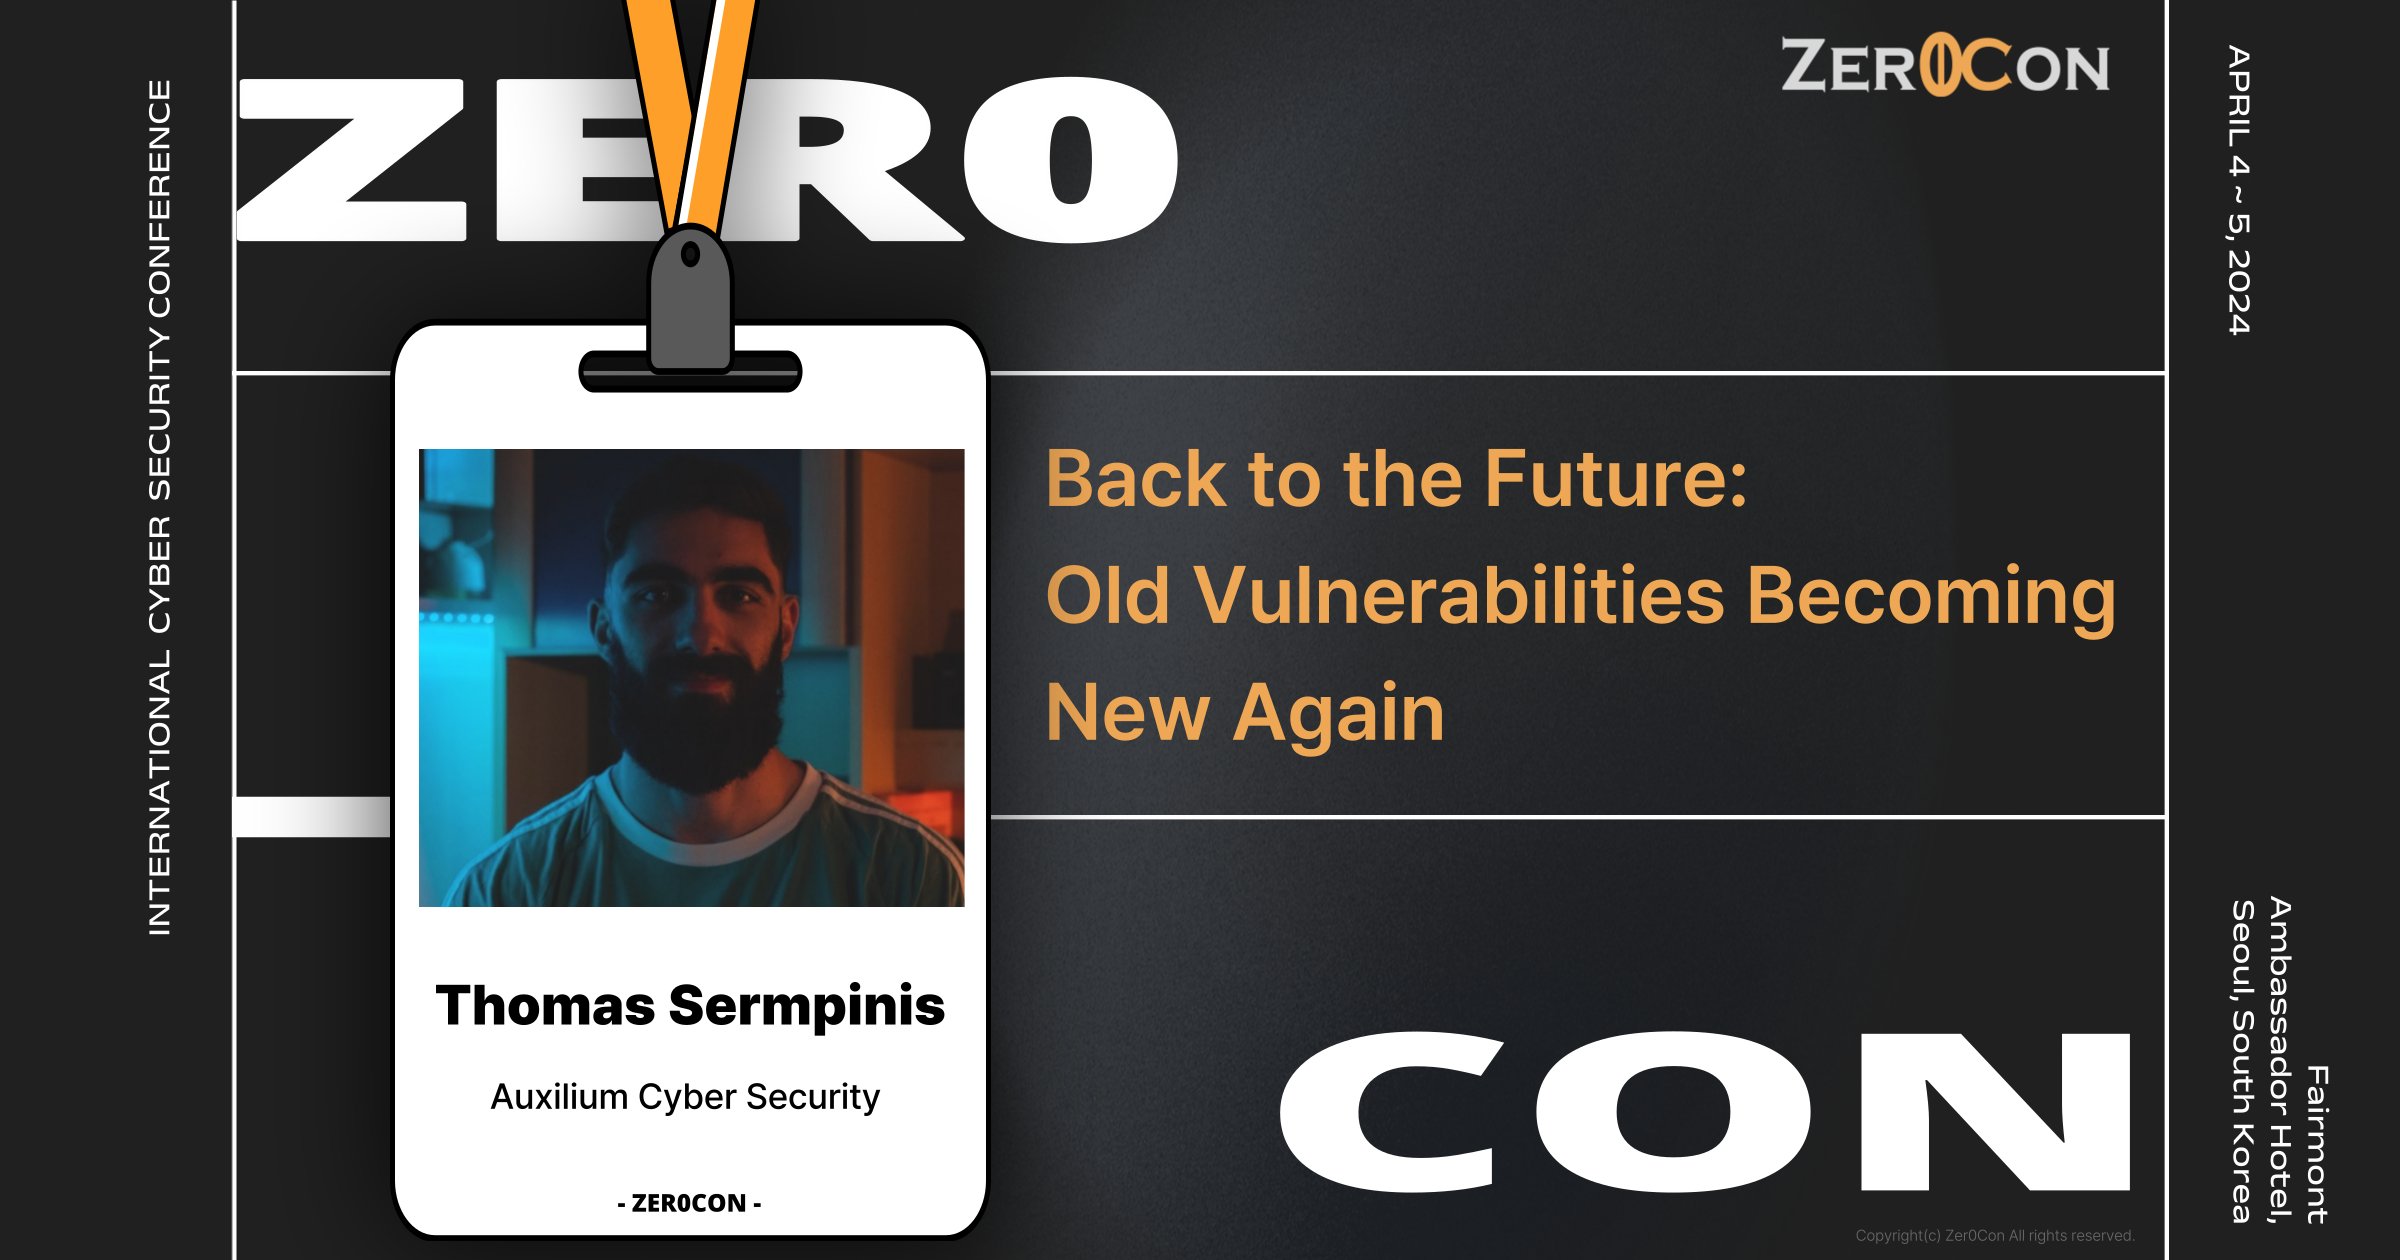 INTERNATIONAL CYBER SECURITY CONFERENCE
ZERO
Zer0Con
APRIL 4 ~ 5, 2024
Back to the Future:
Old Vulnerabilities Becoming
New Again
Thomas Sermpinis
Auxilium Cyber Security
- ZER0CON -
CON
Fairmont
Ambassador Hotel,
Seoul, South Korea
Copyright(c) Zer0Con All rights reserved.